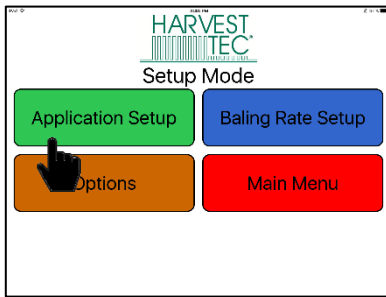 HARVEST
TEC
Setup Mode
Application Setup
Baling Rate Setup
Options
Main Menu